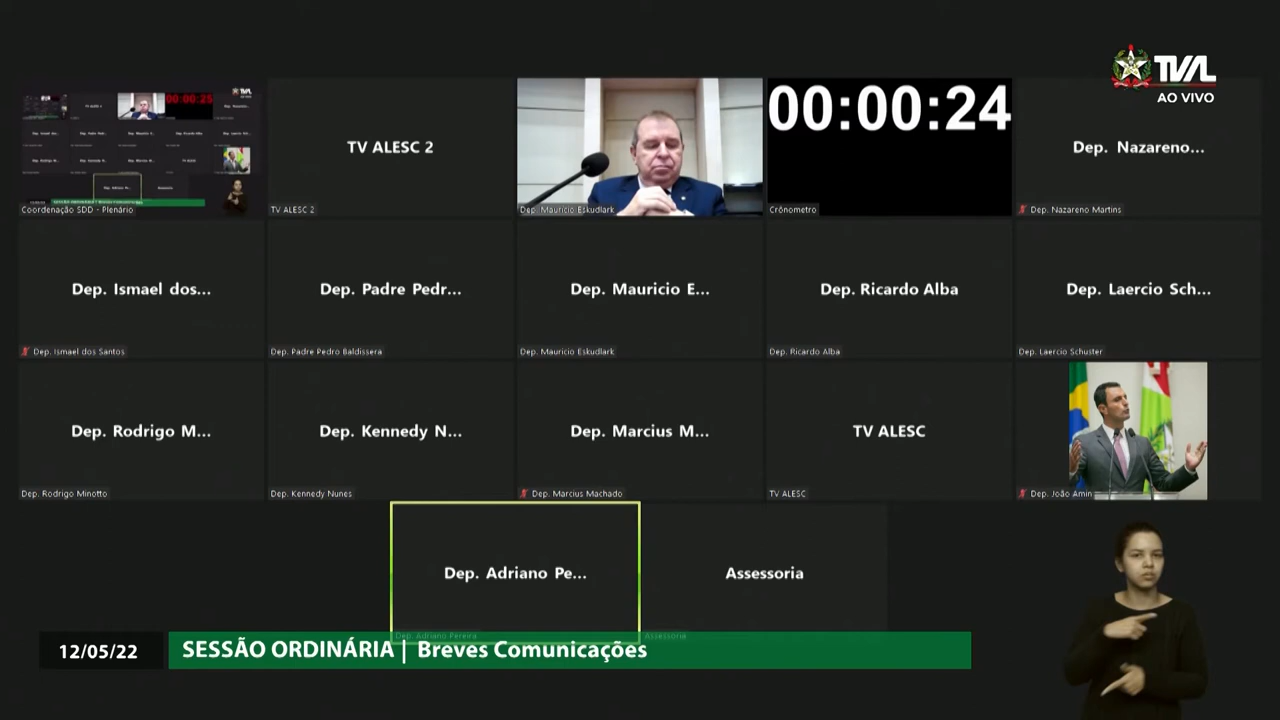 TVAL
AO VIVO
00:00:25
Coordenação SDD - Plenário
TV ALESC 2
TV ALESC 2
Dep. Mauricio Eskudlark
00:00:24
Crônometro
Dep. Nazareno...
Dep. Nazareno Martins
Dep. Ismael dos...
Dep. Ismael dos Santos
Dep. Padre Pedr...
Dep. Padre Pedro Baldissera
Dep. Mauricio E...
Dep. Mauricio Eskudlark
Dep. Ricardo Alba
Dep. Ricardo Alba
Dep. Laercio Sch...
Dep. Laercio Schuster
Dep. Rodrigo M...
Dep. Rodrigo Minotto
Dep. Kennedy N...
Dep. Kennedy Nunes
Dep. Marcius M...
Dep. Marcius Machado
TV ALESC
TV ALESC
Dep. João Amin
Dep. Adriano Pe...
Dep. Adriano Pereira
Assessoria
Assessoria
12/05/22
SESSÃO ORDINÁRIA | Breves Comunicações